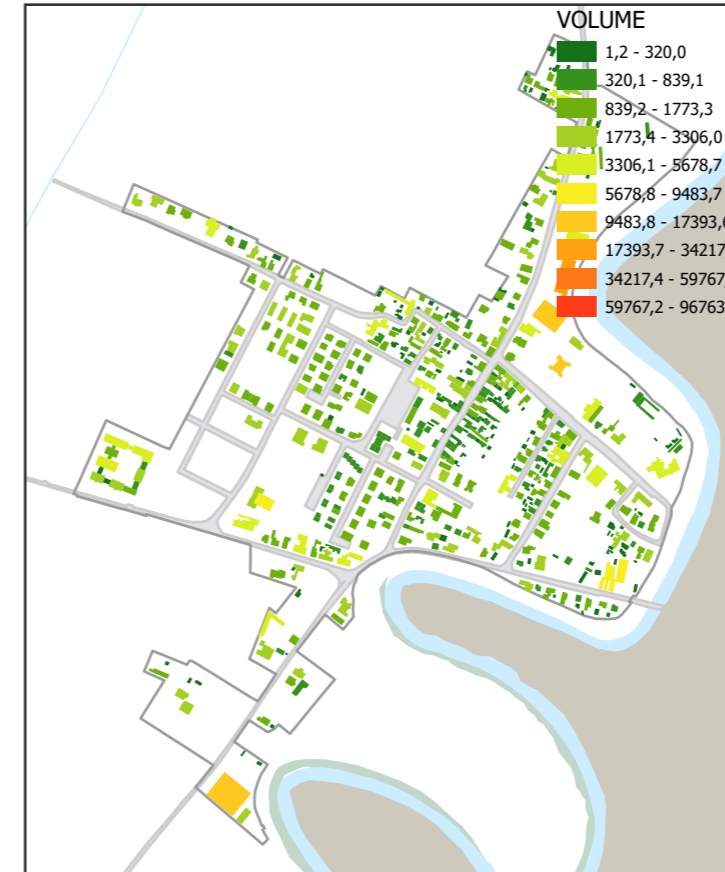 VOLUME
1,2 - 320,0
320,1 - 839,1
839,2 - 1773,3
1773,4 - 3306,0
3306,1 - 5678,7
5678,8 - 9483,7
9483,8 - 17393,6
17393,7 - 34217
34217,4 - 59767,
59767,2 - 96763